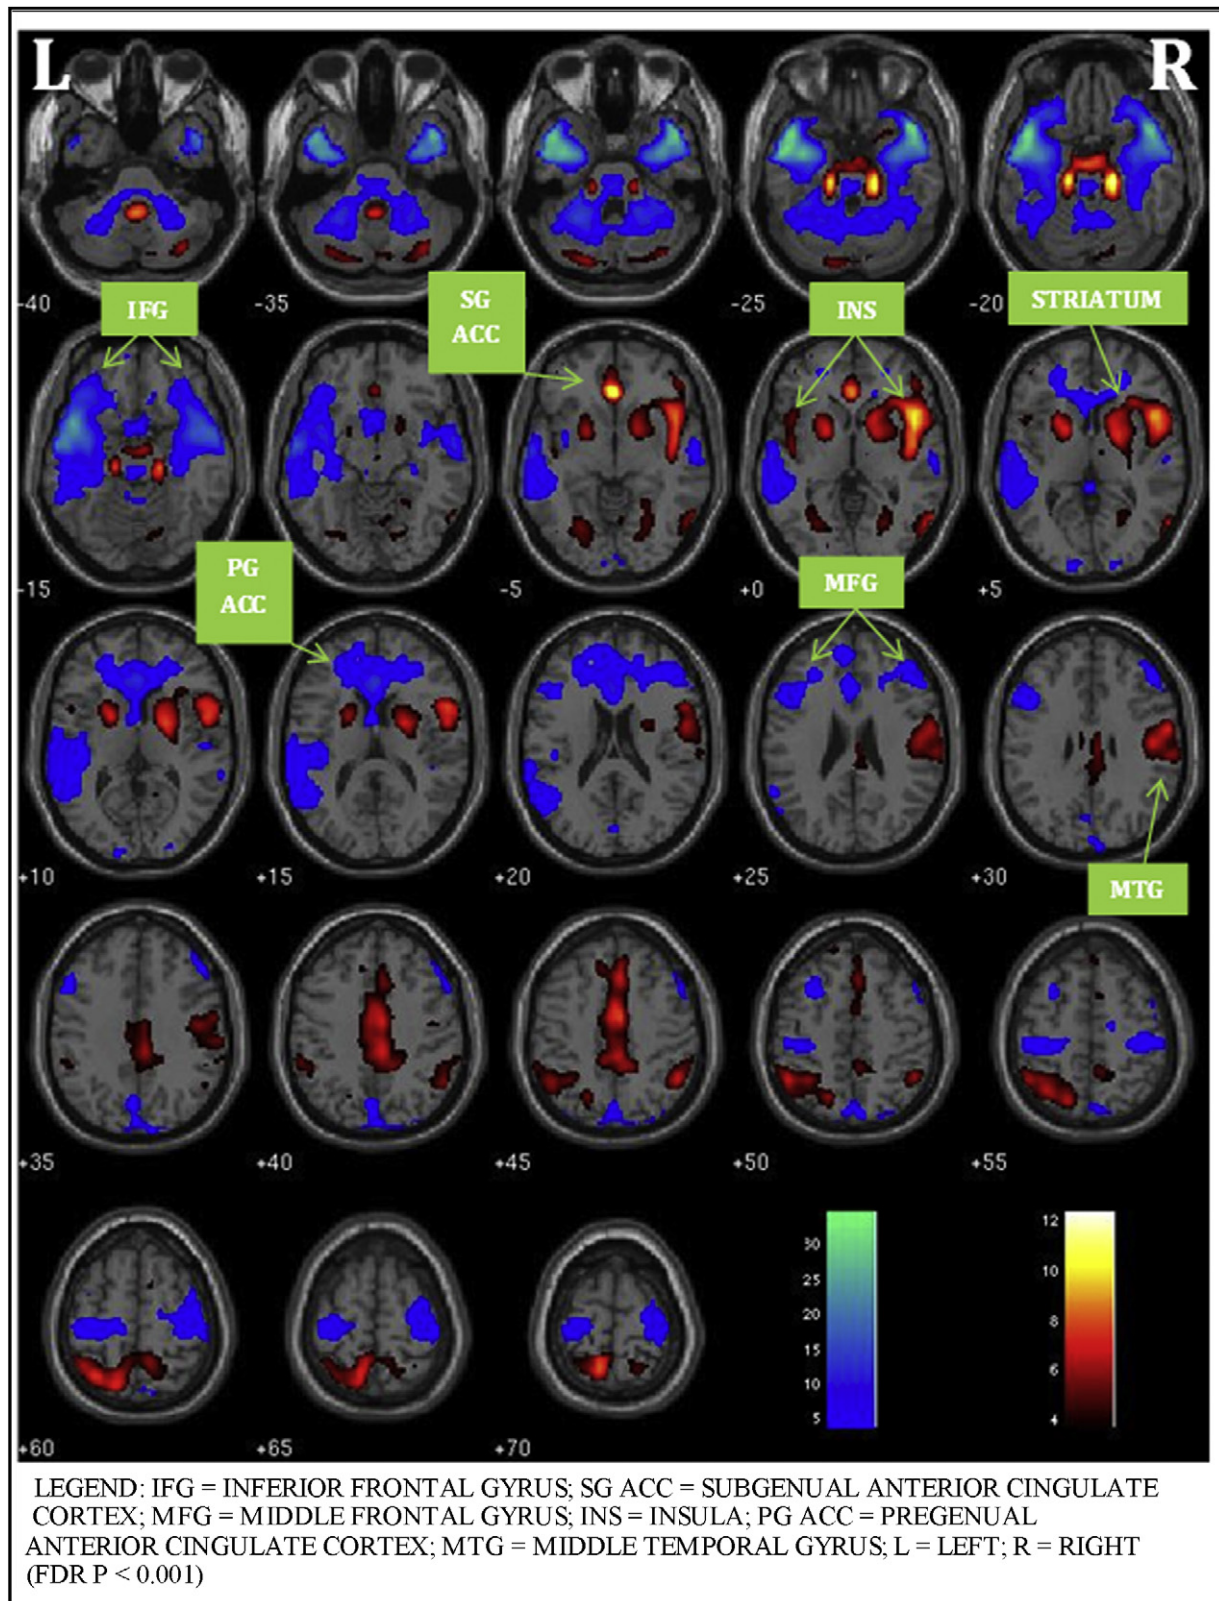 L
R
-40
-35
-25
-20
IFG
SG
ACC
INS
STRIATUM
-15
-5
+0
+5
PG
ACC
MFG
+10
+15
+20
+25
+30
MTG
+35
+40
+45
+50
+55
30
25
20
15
10
5
12
10
8
6
4
+60
+65
+70
LEGEND: IFG = INFERIOR FRONTAL GYRUS; SG ACC = SUBGENUAL ANTERIOR CINGULATE
CORTEX; MFG = MIDDLE FRONTAL GYRUS; INS = INSULA; PG ACC = PREGENUAL
ANTERIOR CINGULATE CORTEX; MTG = MIDDLE TEMPORAL GYRUS; L = LEFT; R = RIGHT
(FDR P < 0.001)